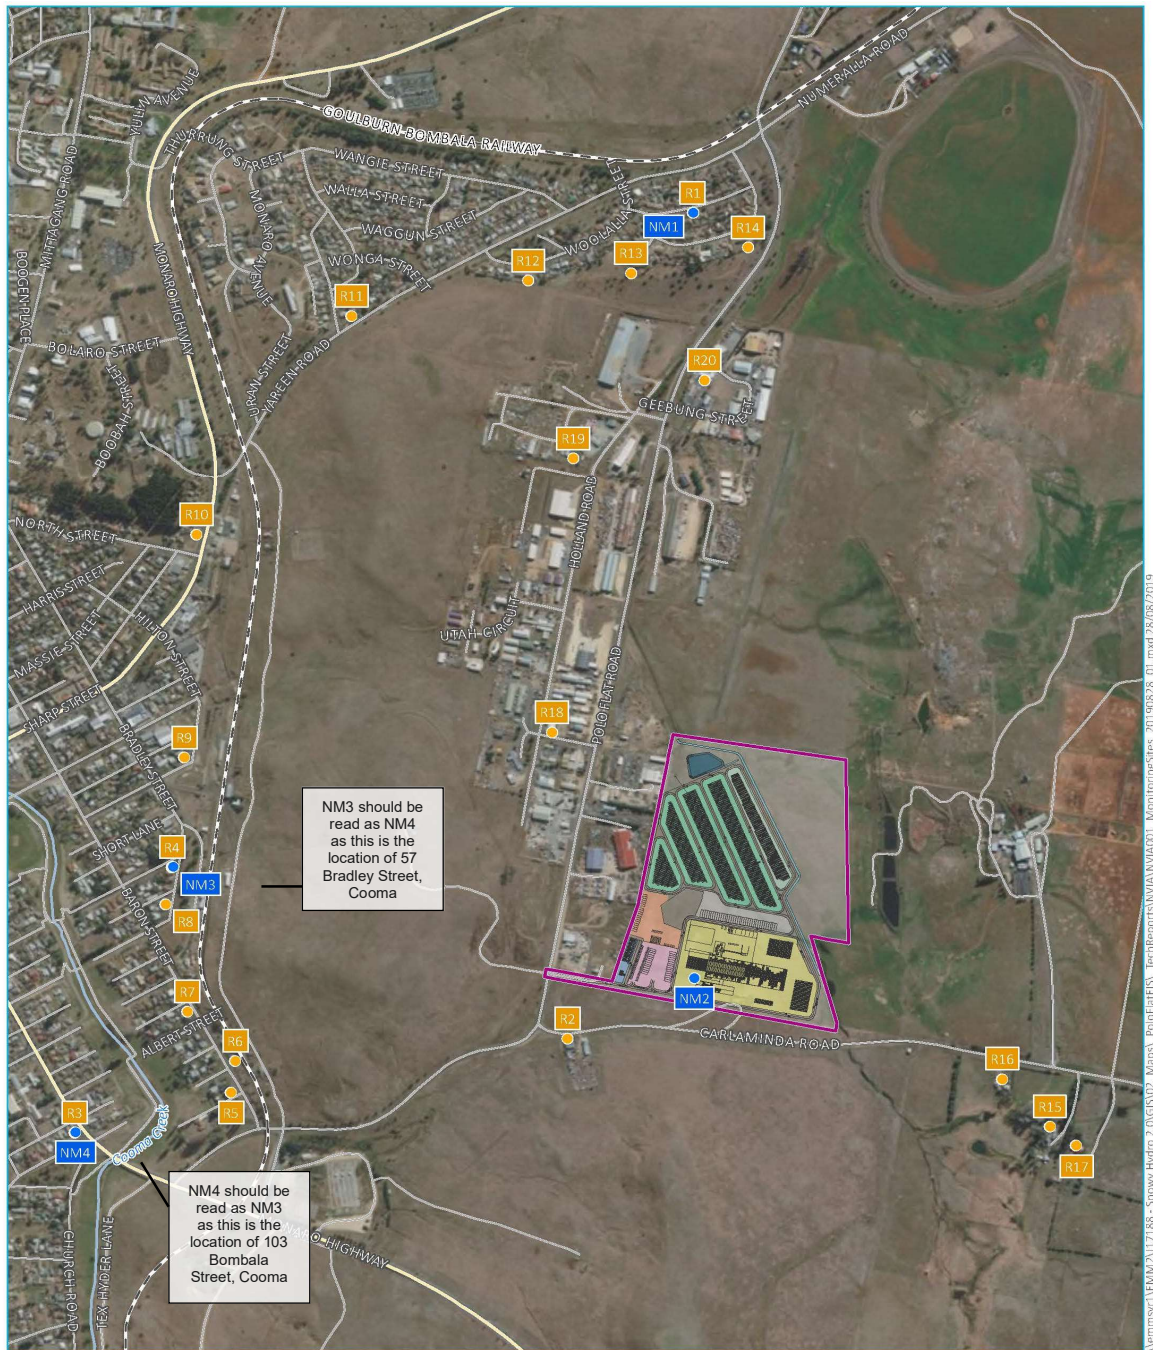 NUMERALLA ROAD
YULIN AVENUE
GOULBURN-BOMBALA RAILWAY
THURRUNG STREET
WANGIE STREET
MITTAGANG ROAD
WALLA STREET
R1
MONARO AVENUE
WAGGUN STREET
WOOLALLA STREET
NM1
R14
BOOGEN PLACE
MONARO HIGHWAY
WONGA STREET
R12
R13
R11
BOLARO STREET
YAREEN ROAD
R20
BOOBAH STREET
GEEBUNG STREET
R19
R10
NORTH STREET
HOLLAND ROAD
HARRIS STREET
MASSIE STREET
HILTON STREET
UTAH CIRCUIT
SHARP STREET
POLO FLAT ROAD
R18
R9
BRADLEY STREET
NM3 should be
read as NM4
as this is the
location of 57
Bradley Street,
Cooma
SHORT LANE
R4
NM3
BARON STREET
R8
R7
NM2
ALBERT STREET
R6
R2
CARLAMINDA ROAD
R16
R5
R3
R15
Cooma Creek
NM4
R17
NM4 should be
read as NM3
as this is the
location of 103
Bombala
Street, Cooma
HIGHWAY
CHURCH ROAD
TEX HYDER LANE